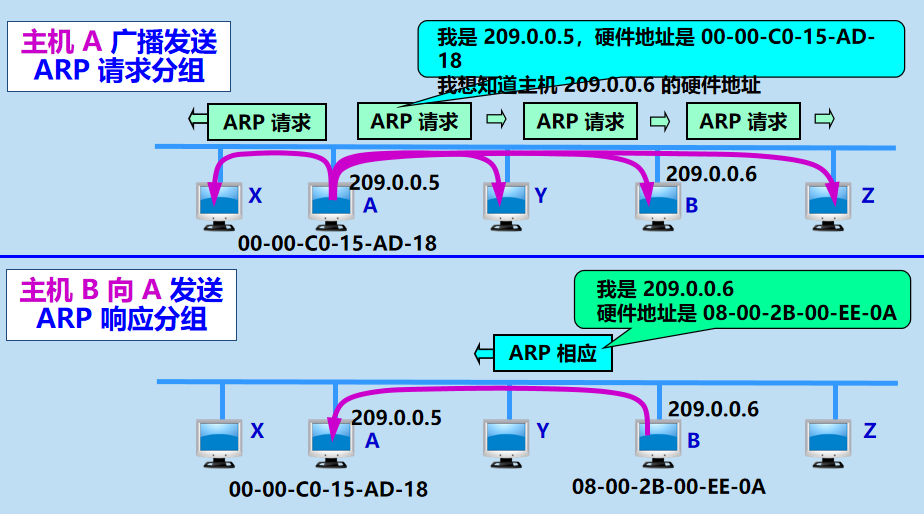 主机 A 广播发送
ARP 请求分组
我是 209.0.0.5，硬件地址是 00-00-C0-15-AD-
18
我想知道主机 209.0.0.6 的硬件地址
ARP 请求
ARP 请求
ARP 请求
ARP 请求
209.0.0.5
209.0.0.6
X
A
Y
B
Z
00-00-C0-15-AD-18
主机 B 向 A 发送
ARP 响应分组
我是 209.0.0.6
硬件地址是 08-00-2B-00-EE-0A
ARP 相应
209.0.0.5
209.0.0.6
X
A
Y
B
Z
00-00-C0-15-AD-18
08-00-2B-00-EE-0A